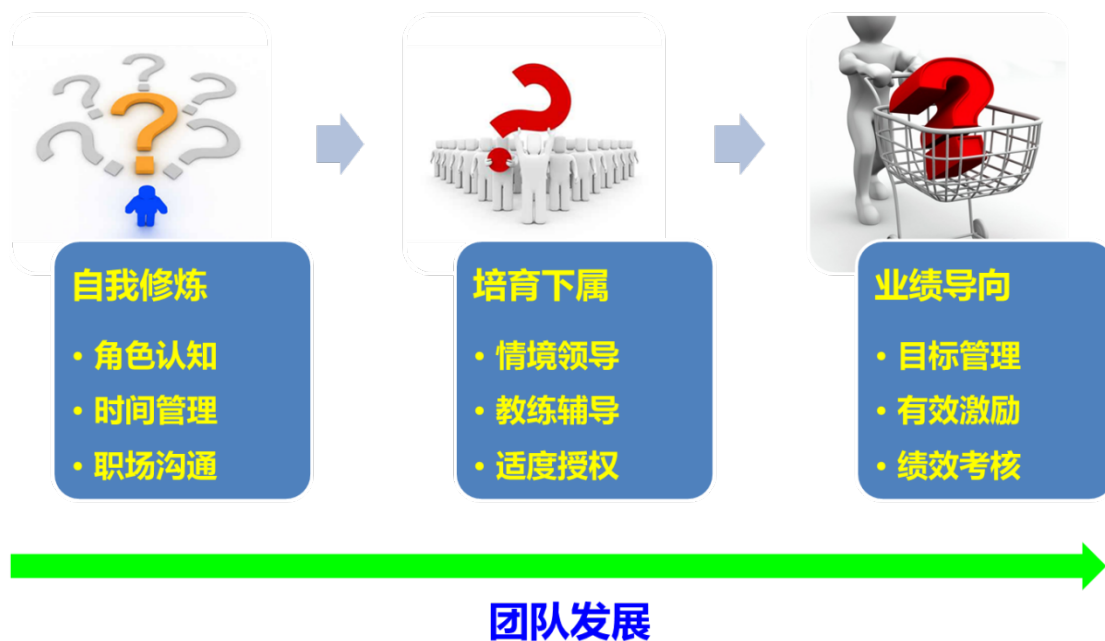 自我修炼
• 角色认知
• 时间管理
• 职场沟通
培育下属
• 情境领导
• 教练辅导
• 适度授权
业绩导向
• 目标管理
• 有效激励
• 绩效考核
团队发展